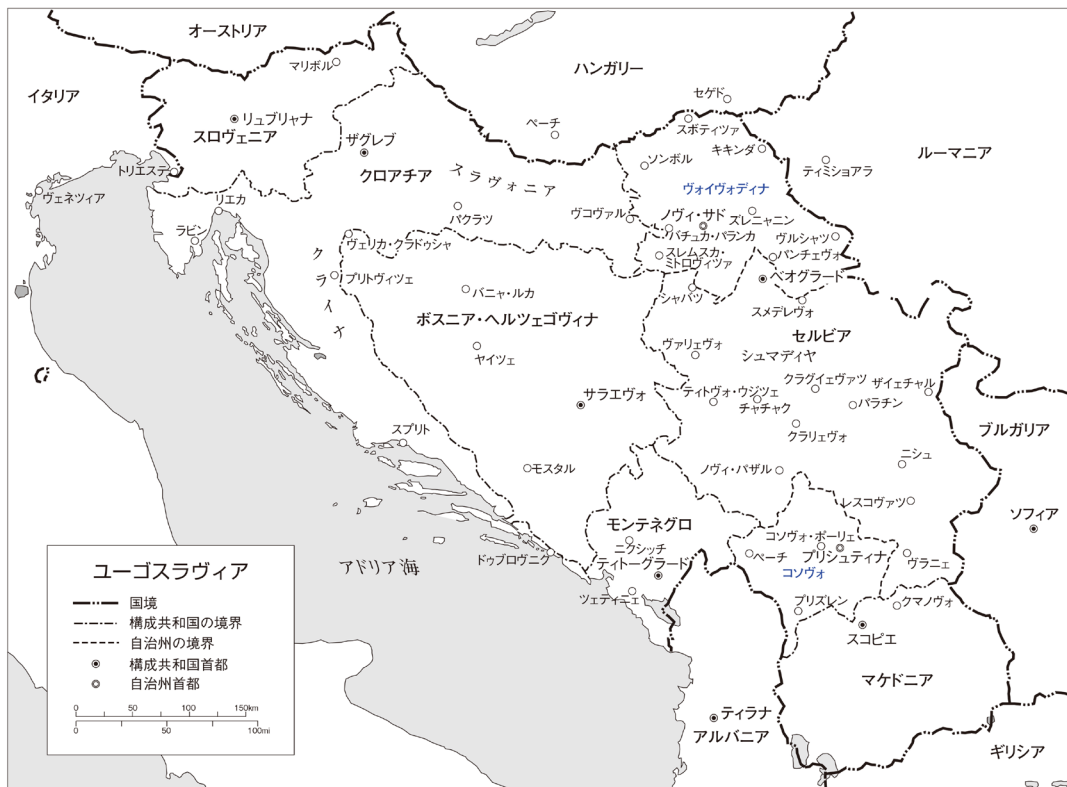 オーストリア
マリボル
ハンガリー
イタリア
セゲド
リュブリャナ
スロヴェニア
ペーチ
スボティツァ
ザグレブ
キキンダ
ルーマニア
ソンボル
ティミショアラ
トリエステ
クロアチア
スラヴォニア
ヴォイヴォディナ
ヴェネツィア
リエカ
パクラツ
ヴコヴァル
ノヴィ・サド
ズレニャニン
ラビン
バチュカ・パランカ
ヴルシャツ
ヴェリカ・クラドゥシャ
スレムスカ・
ミトロヴィツァ
パンチェヴォ
クライナ
プリトヴィツェ
ベオグラード
バニャ・ルカ
シャバツ
スメデレヴォ
ボスニア・ヘルツェゴヴィナ
セルビア
ヴァリェヴォ
シュマディヤ
ヤイツェ
クラグイェヴァツ
ザイェチャル
ティトヴォ・ウジツェ
サラエヴォ
チャチャク
パラチン
スプリト
クラリェヴォ
ブルガリア
ニシュ
モスタル
ノヴィ・パザル
レスコヴァツ
モンテネグロ
ソフィア
ニクシッチ
コソヴォ・ポーリェ
ドゥブロヴニク
ペーチ
プリシュティナ
ヴラニェ
アドリア海
ティトーグラード
コソヴォ
ツェティニェ
プリズレン
クマノヴォ
スコピエ
マケドニア
ティラナ
アルバニア
ギリシア
ユーゴスラヴィア
国境
構成共和国の境界
自治州の境界
構成共和国首都
自治州首都
0 50 100 150km
0 50 100mi